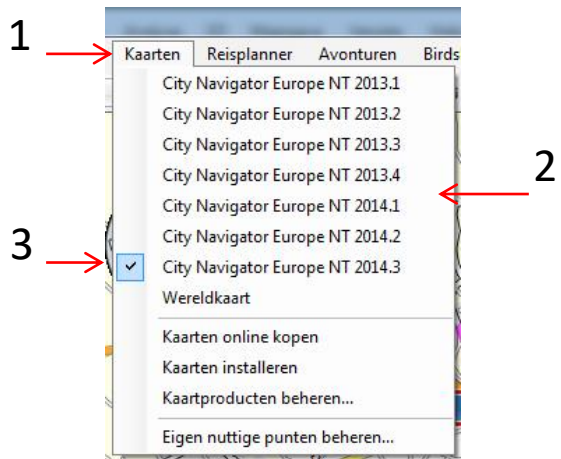 1
Kaarten Reisplanner Avonturen Birds
City Navigator Europe NT 2013.1
City Navigator Europe NT 2013.2
City Navigator Europe NT 2013.3
City Navigator Europe NT 2013.4
2
City Navigator Europe NT 2014.1
City Navigator Europe NT 2014.2
3
City Navigator Europe NT 2014.3
Wereldkaart
Kaarten online kopen
Kaarten installeren
Kaartproducten beheren...
Eigen nuttige punten beheren...